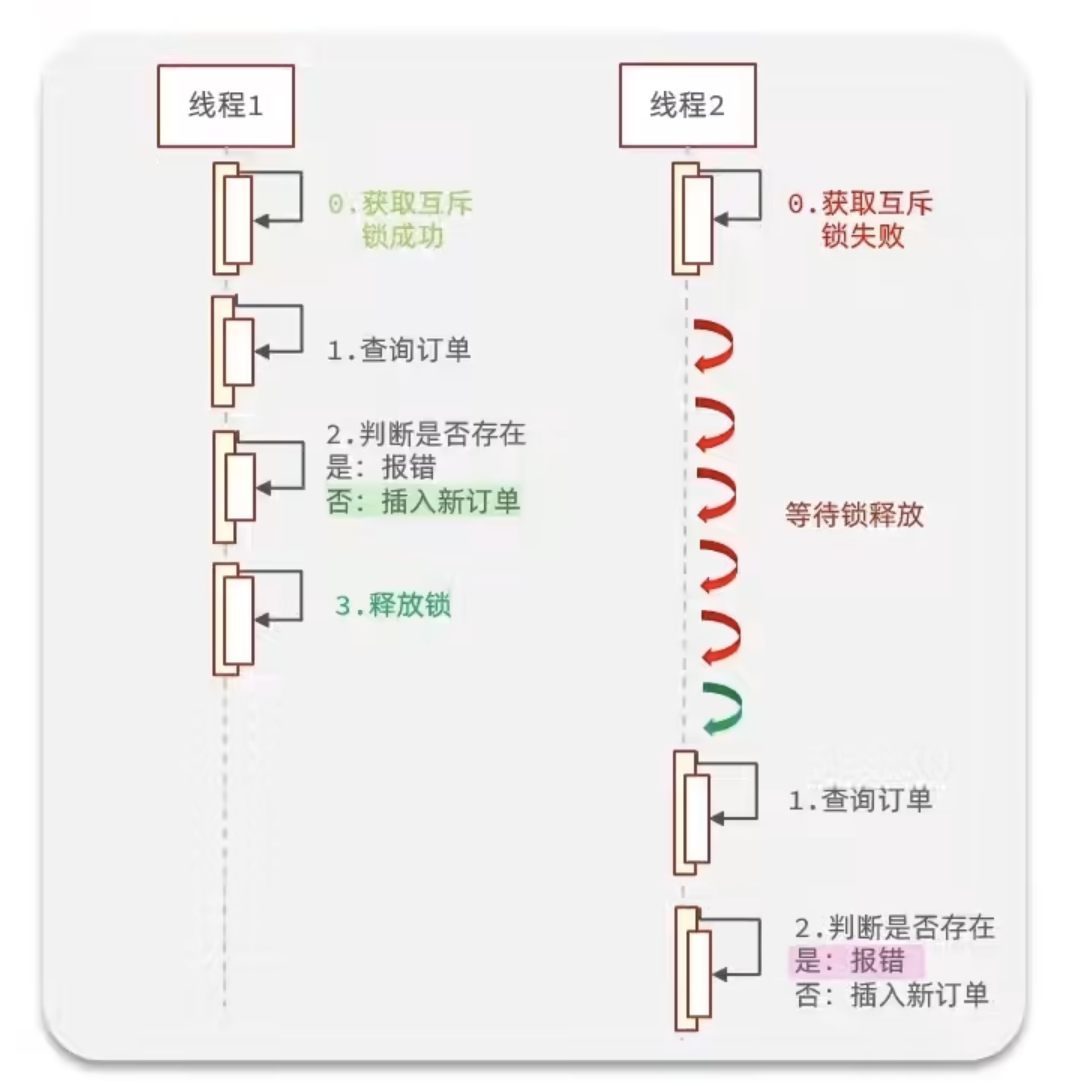 线程1
0.获取互斥
锁成功
1.查询订单
2.判断是否存在
是：报错
否：插入新订单
3.释放锁
线程2
0.获取互斥
锁失败
等待锁释放
1.查询订单
2.判断是否存在
是：报错
否：插入新订单